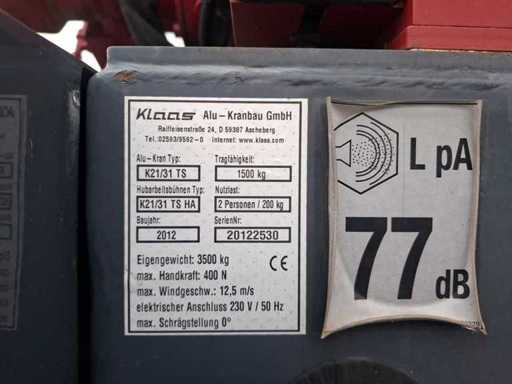 Klaas Alu-Kranbau GmbH
Raiffeisenstraße 24, D 59387 Ascheberg
Tel.:02593/9592-0 internet: www.klaas.com
Alu-Kran Typ: Tragfähigkeit:
K21/31 TS 1500 kg
Hubarbeitsbühnen Typ: Nutzlast:
K21/31 TS HA 2 Personen / 200 kg
Baujahr: SerienNr:
2012 20122530
Eigengewicht: 3500 kg
max. Handkraft: 400 N CE
max. Windgeschw.: 12,5 m/s
elektrischer Anschluss 230 V / 50 Hz
max. Schrägstellung 0°
L pA
77 dB